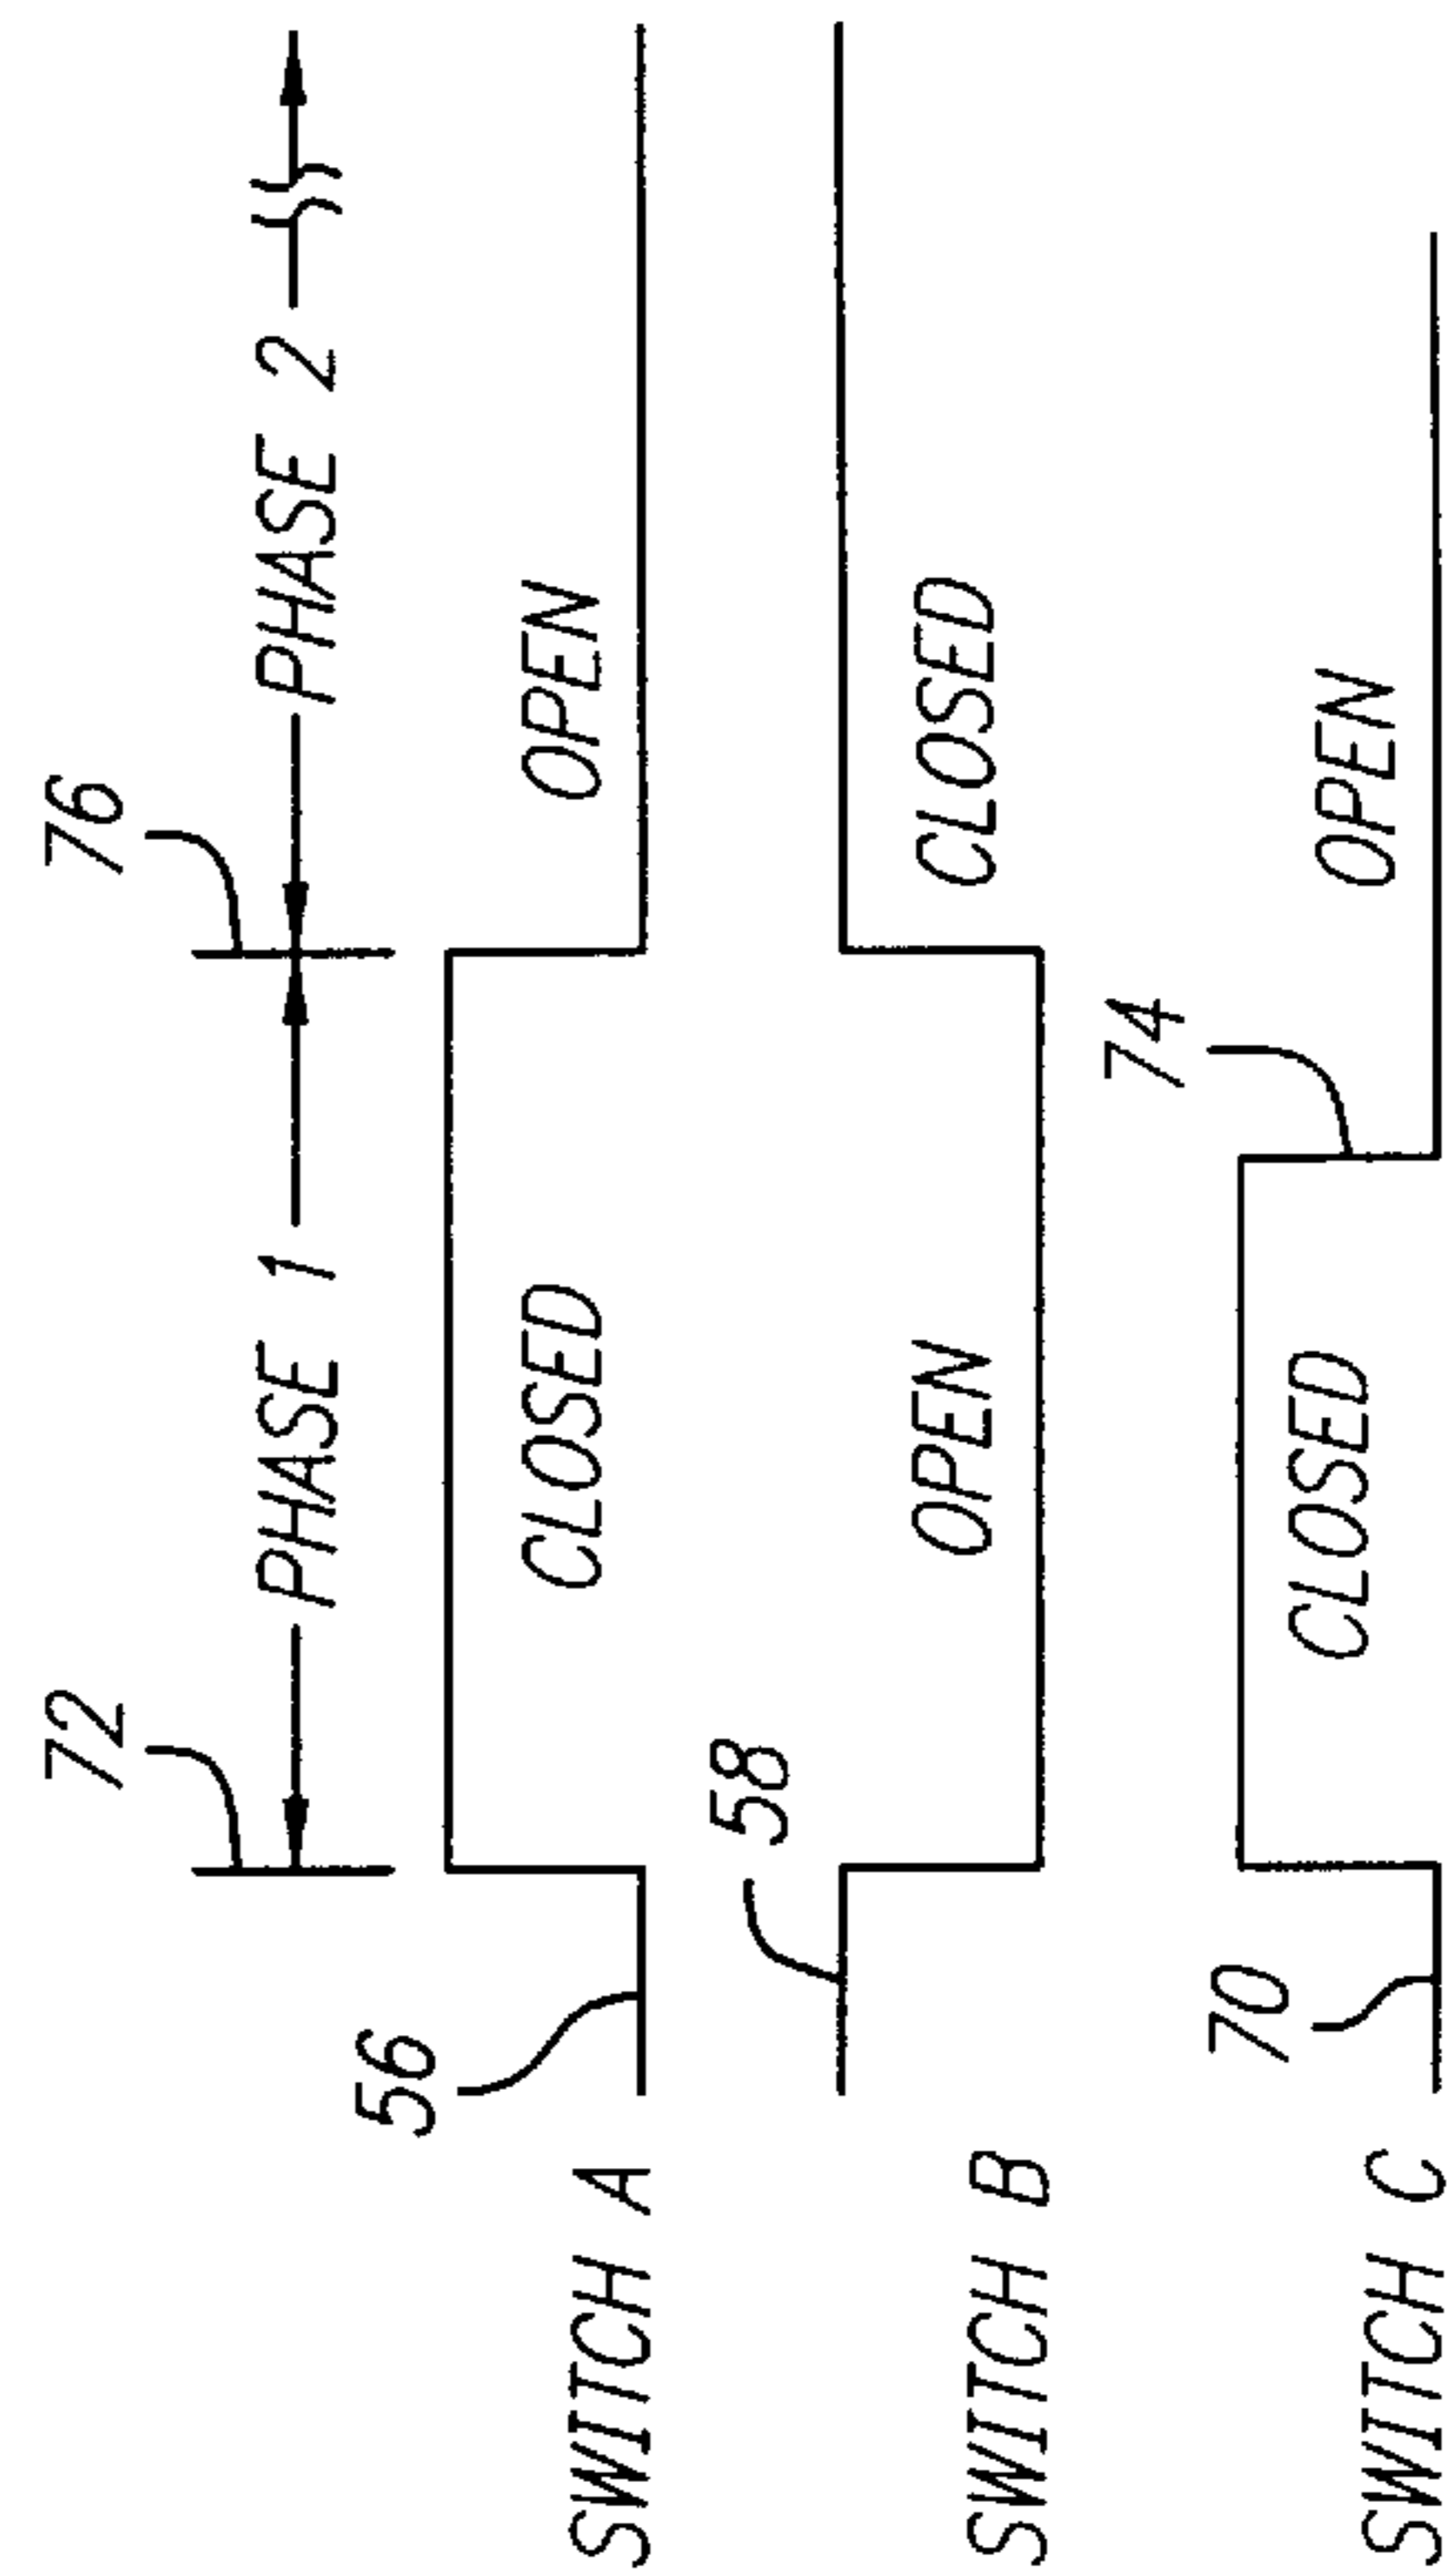 72 76
PHASE 1 PHASE 2
56
CLOSED OPEN
SWITCH A
58
OPEN CLOSED
SWITCH B
74
70
CLOSED OPEN
SWITCH C